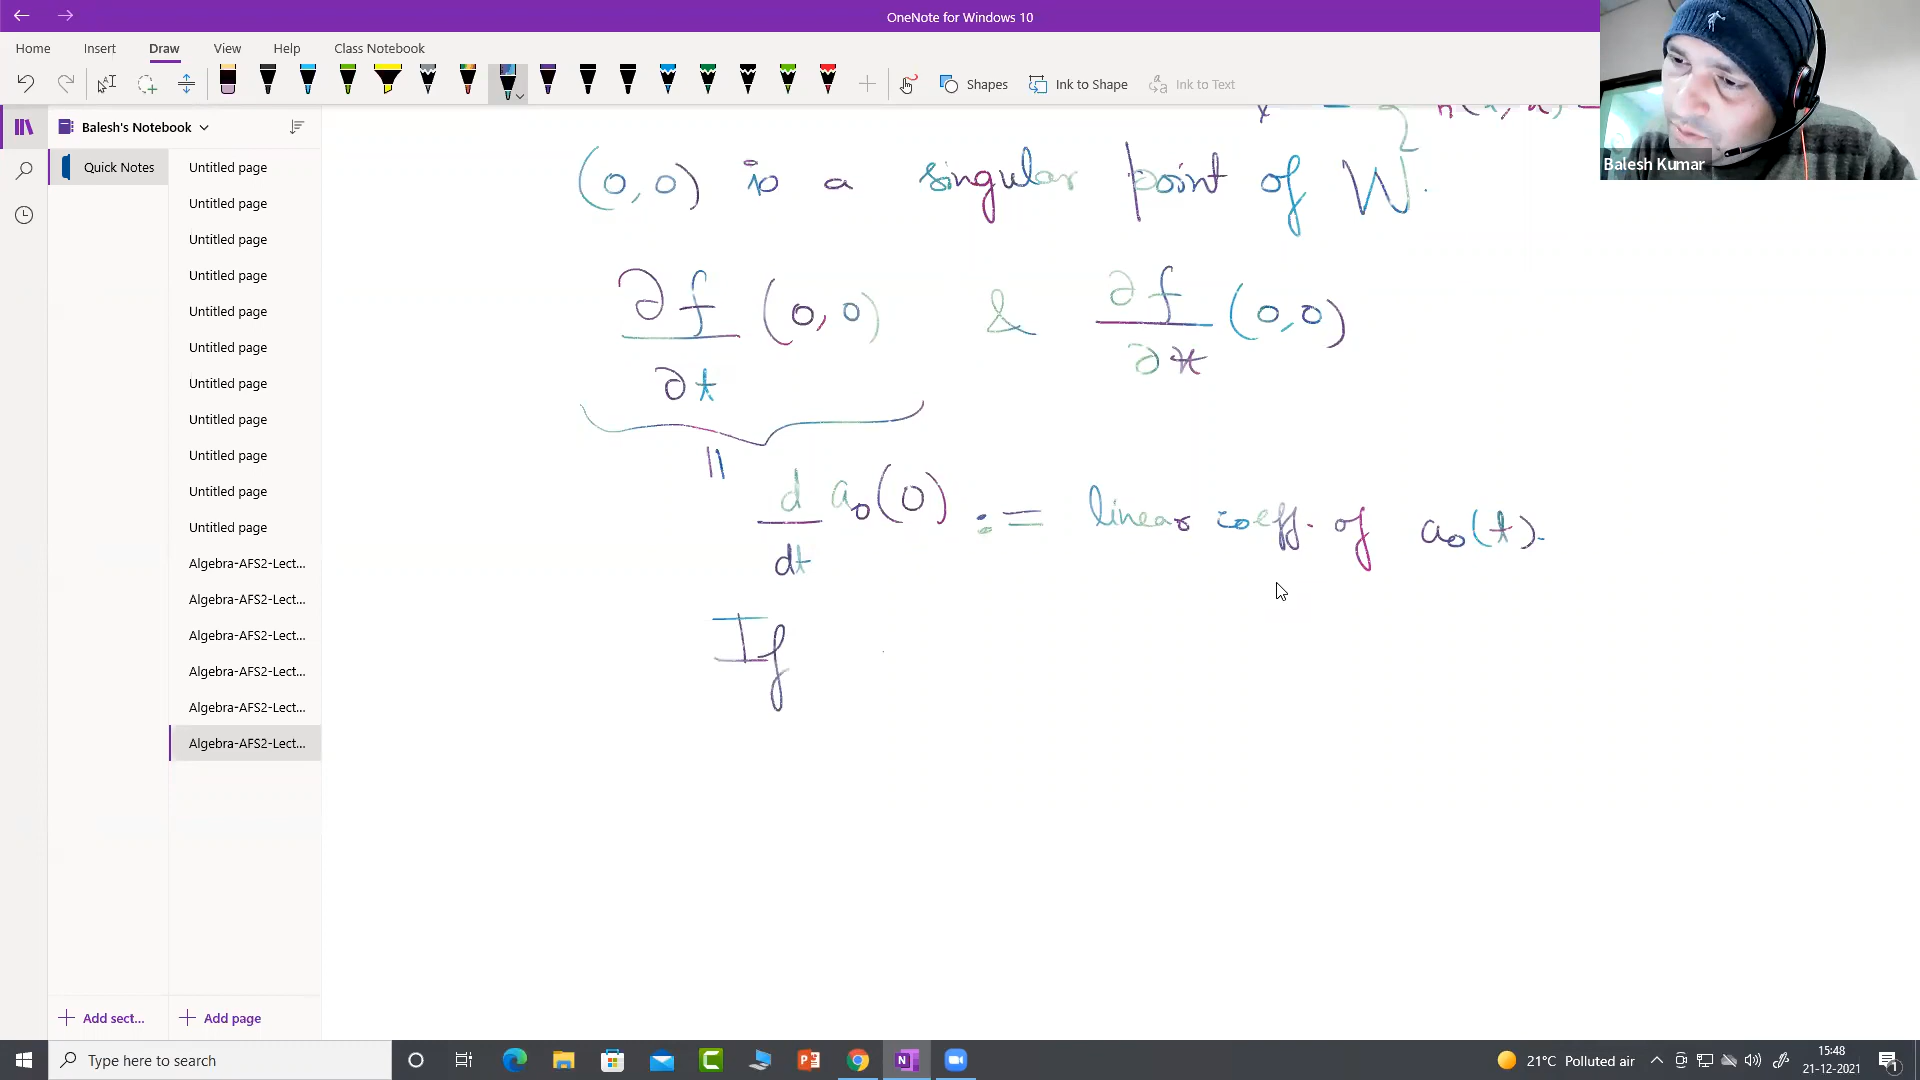 OneNote for Windows 10
Home Insert Draw View Help Class Notebook
Shapes Ink to Shape Ink to Text
Balesh Kumar
Balesh's Notebook
Quick Notes
Untitled page
Untitled page
Untitled page
Untitled page
Untitled page
Untitled page
Untitled page
Untitled page
Untitled page
Untitled page
Untitled page
Algebra-AFS2-Lect...
Algebra-AFS2-Lect...
Algebra-AFS2-Lect...
Algebra-AFS2-Lect...
Algebra-AFS2-Lect...
Algebra-AFS2-Lect...
Add sect... Add page
(0,0) is a singular point of W.
∂f/∂t (0,0) & ∂f/∂x (0,0)
||
d/dt a₀(0) := linear coeff. of a₀(t).
If
Type here to search
21°C Polluted air
15:48
21-12-2021
1